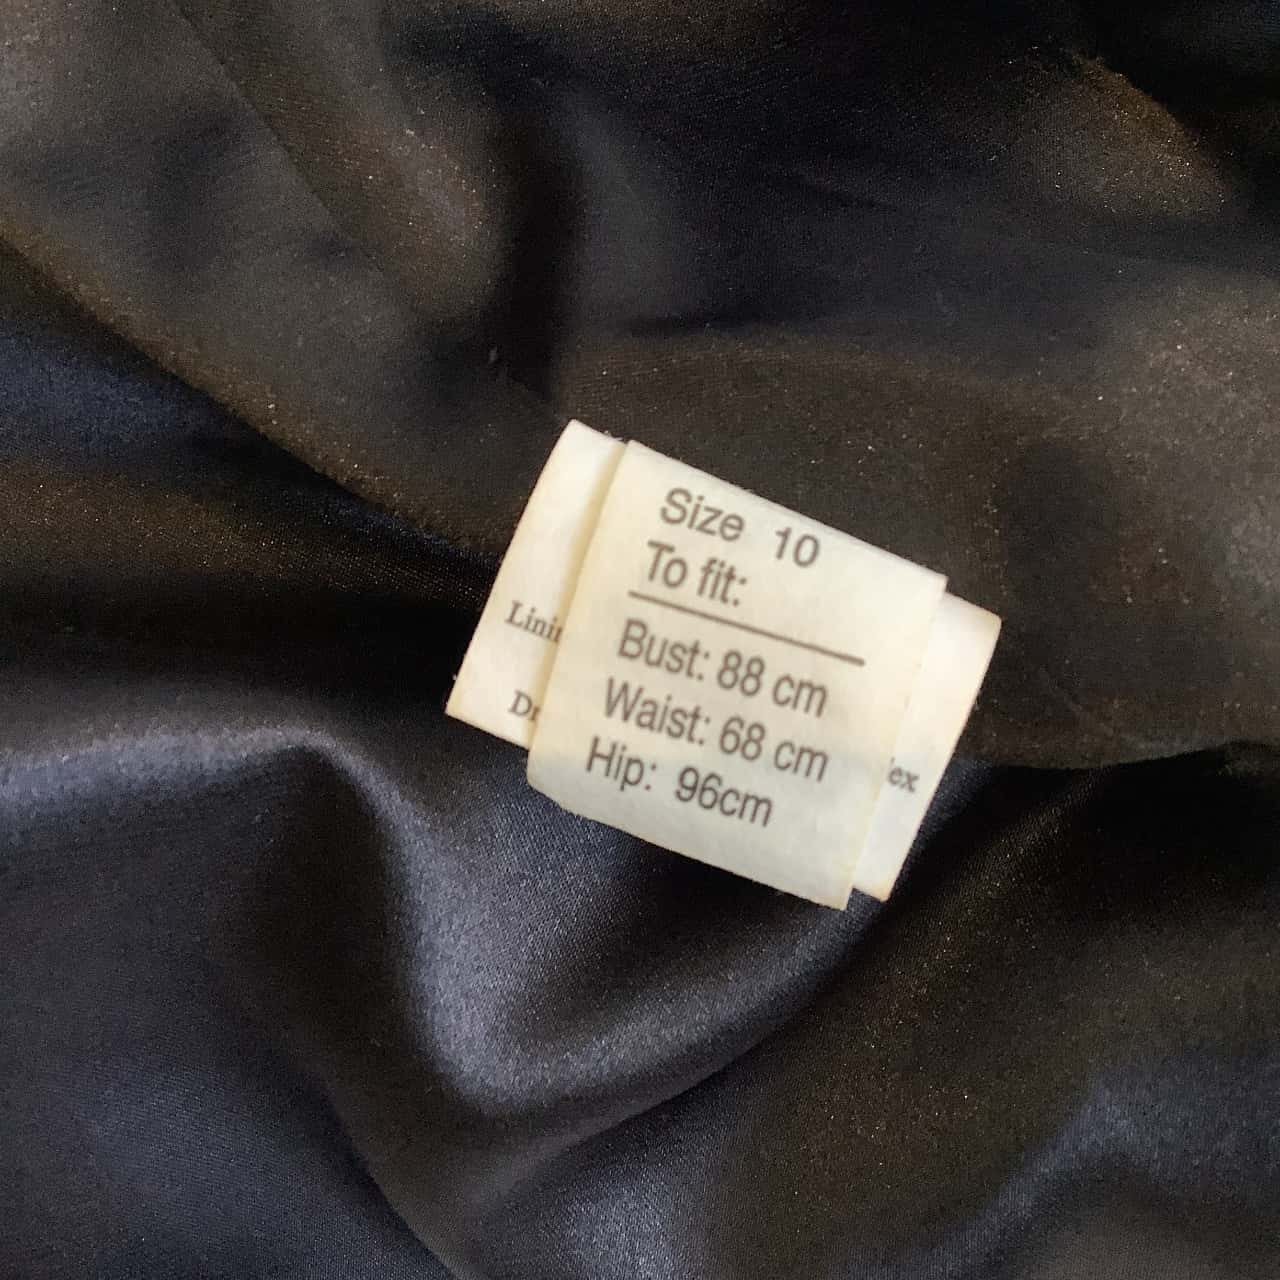 Size 10
To fit:
Bust: 88 cm
Waist: 68 cm
Hip: 96cm